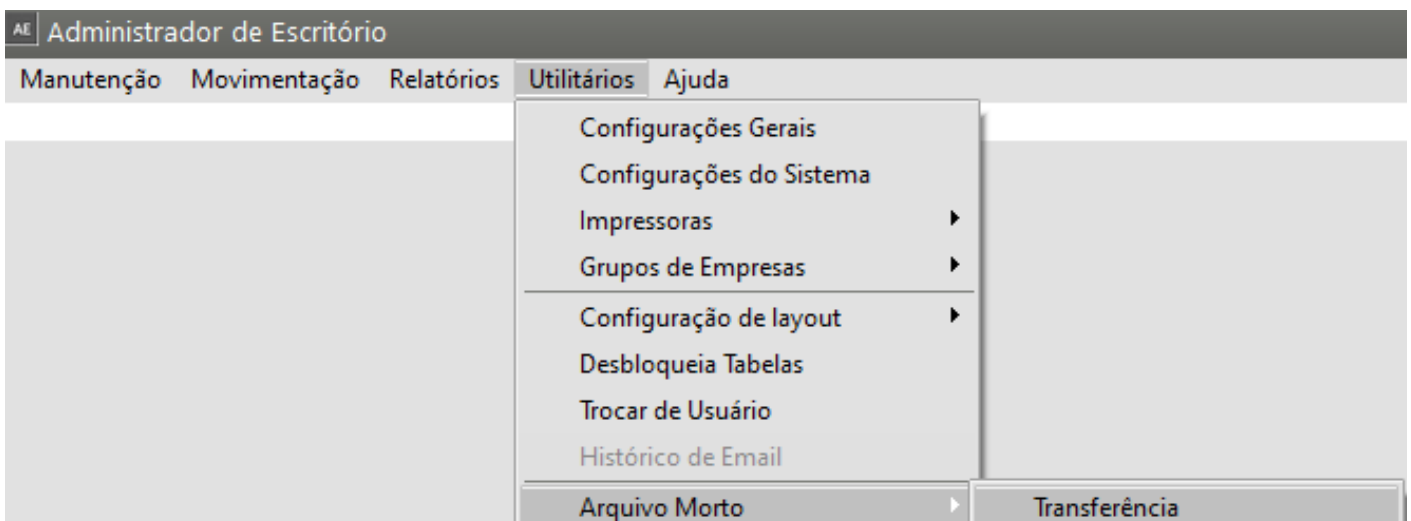 AE Administrador de Escritório
Manutenção Movimentação Relatórios Utilitários Ajuda
Configurações Gerais
Configurações do Sistema
Impressoras
Grupos de Empresas
Configuração de layout
Desbloqueia Tabelas
Trocar de Usuário
Histórico de Email
Arquivo Morto Transferência